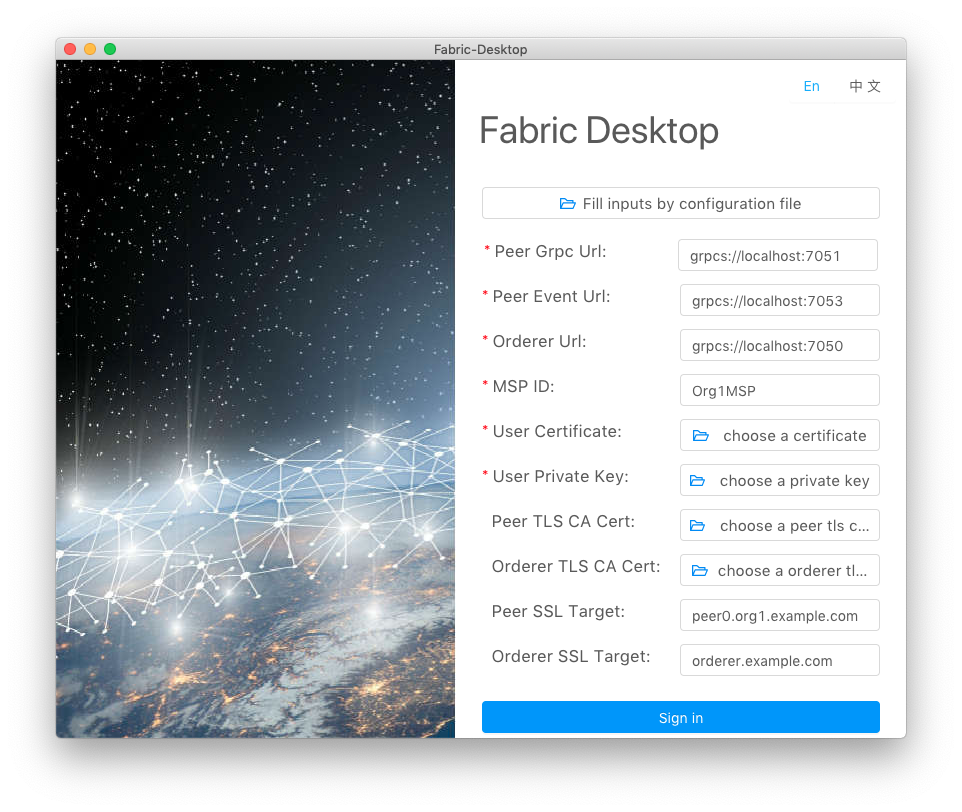 Fabric-Desktop
En 中文
Fabric Desktop
Fill inputs by configuration file
* Peer Grpc Url: grpcs://localhost:7051
* Peer Event Url: grpcs://localhost:7053
* Orderer Url: grpcs://localhost:7050
* MSP ID: Org1MSP
* User Certificate: choose a certificate
* User Private Key: choose a private key
Peer TLS CA Cert: choose a peer tls c...
Orderer TLS CA Cert: choose a orderer tl...
Peer SSL Target: peer0.org1.example.com
Orderer SSL Target: orderer.example.com
Sign in